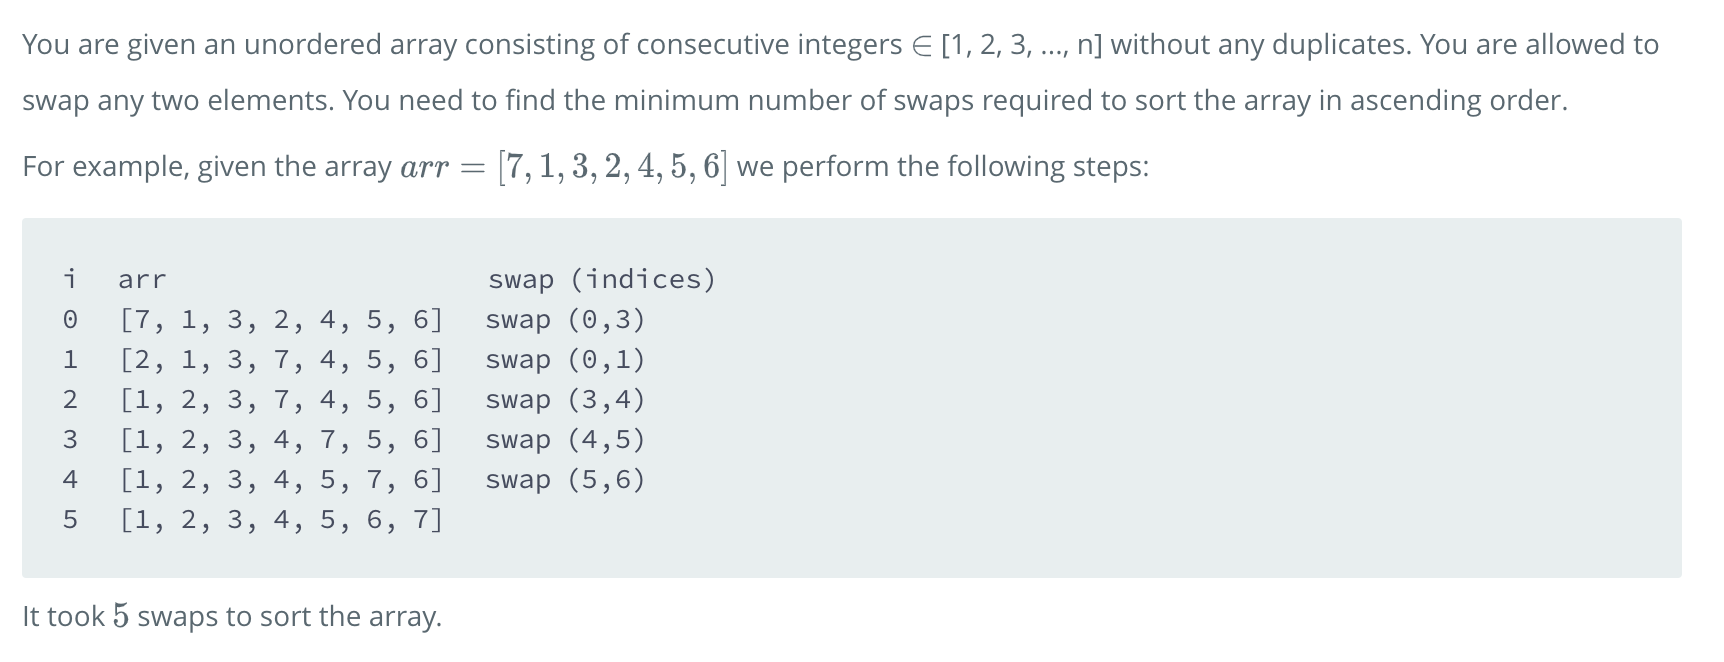 You are given an unordered array consisting of consecutive integers ∈ [1, 2, 3, ..., n] without any duplicates. You are allowed to
swap any two elements. You need to find the minimum number of swaps required to sort the array in ascending order.
For example, given the array arr = [7, 1, 3, 2, 4, 5, 6] we perform the following steps:
i   arr                     swap (indices)
0   [7, 1, 3, 2, 4, 5, 6]   swap (0,3)
1   [2, 1, 3, 7, 4, 5, 6]   swap (0,1)
2   [1, 2, 3, 7, 4, 5, 6]   swap (3,4)
3   [1, 2, 3, 4, 7, 5, 6]   swap (4,5)
4   [1, 2, 3, 4, 5, 7, 6]   swap (5,6)
5   [1, 2, 3, 4, 5, 6, 7]
It took 5 swaps to sort the array.